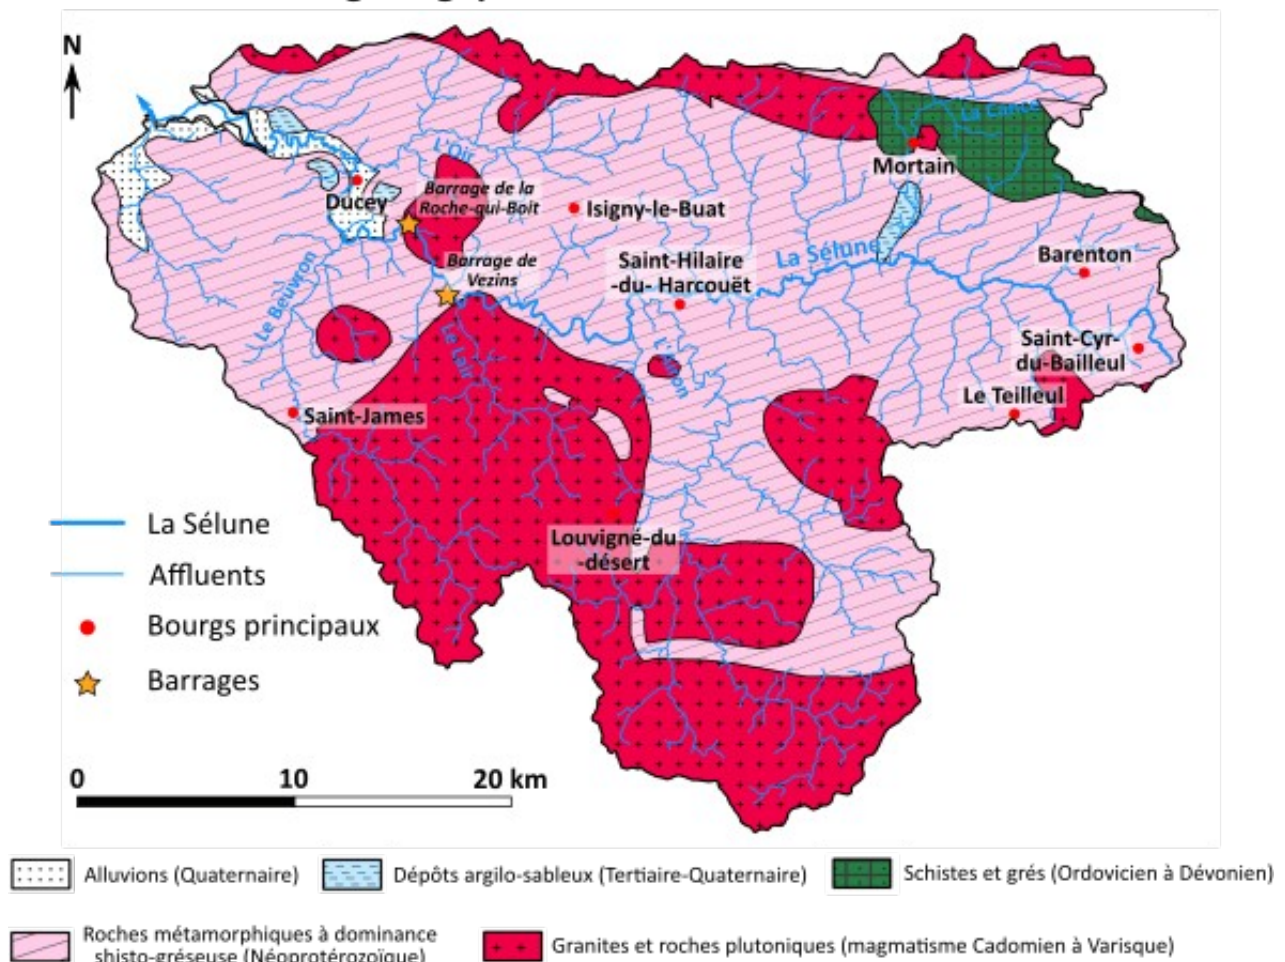 N
L'Oir
La Cance
Mortain
Ducey
Barrage de la
Roche-qui-Boit
Isigny-le-Buat
Barrage de
Vezins
Saint-Hilaire
-du- Harcouët
La Sélune
Barenton
Le Beuvron
Le Lair
L'Airon
Saint-Cyr-
du-Bailleul
Le Teilleul
Saint-James
Louvigné-du
-désert
La Sélune
Affluents
Bourgs principaux
Barrages
0 10 20 km
Alluvions (Quaternaire)
Dépôts argilo-sableux (Tertiaire-Quaternaire)
Schistes et grés (Ordovicien à Dévonien)
Roches métamorphiques à dominance
shisto-gréseuse (Néoprotérozoïque)
Granites et roches plutoniques (magmatisme Cadomien à Varisque)